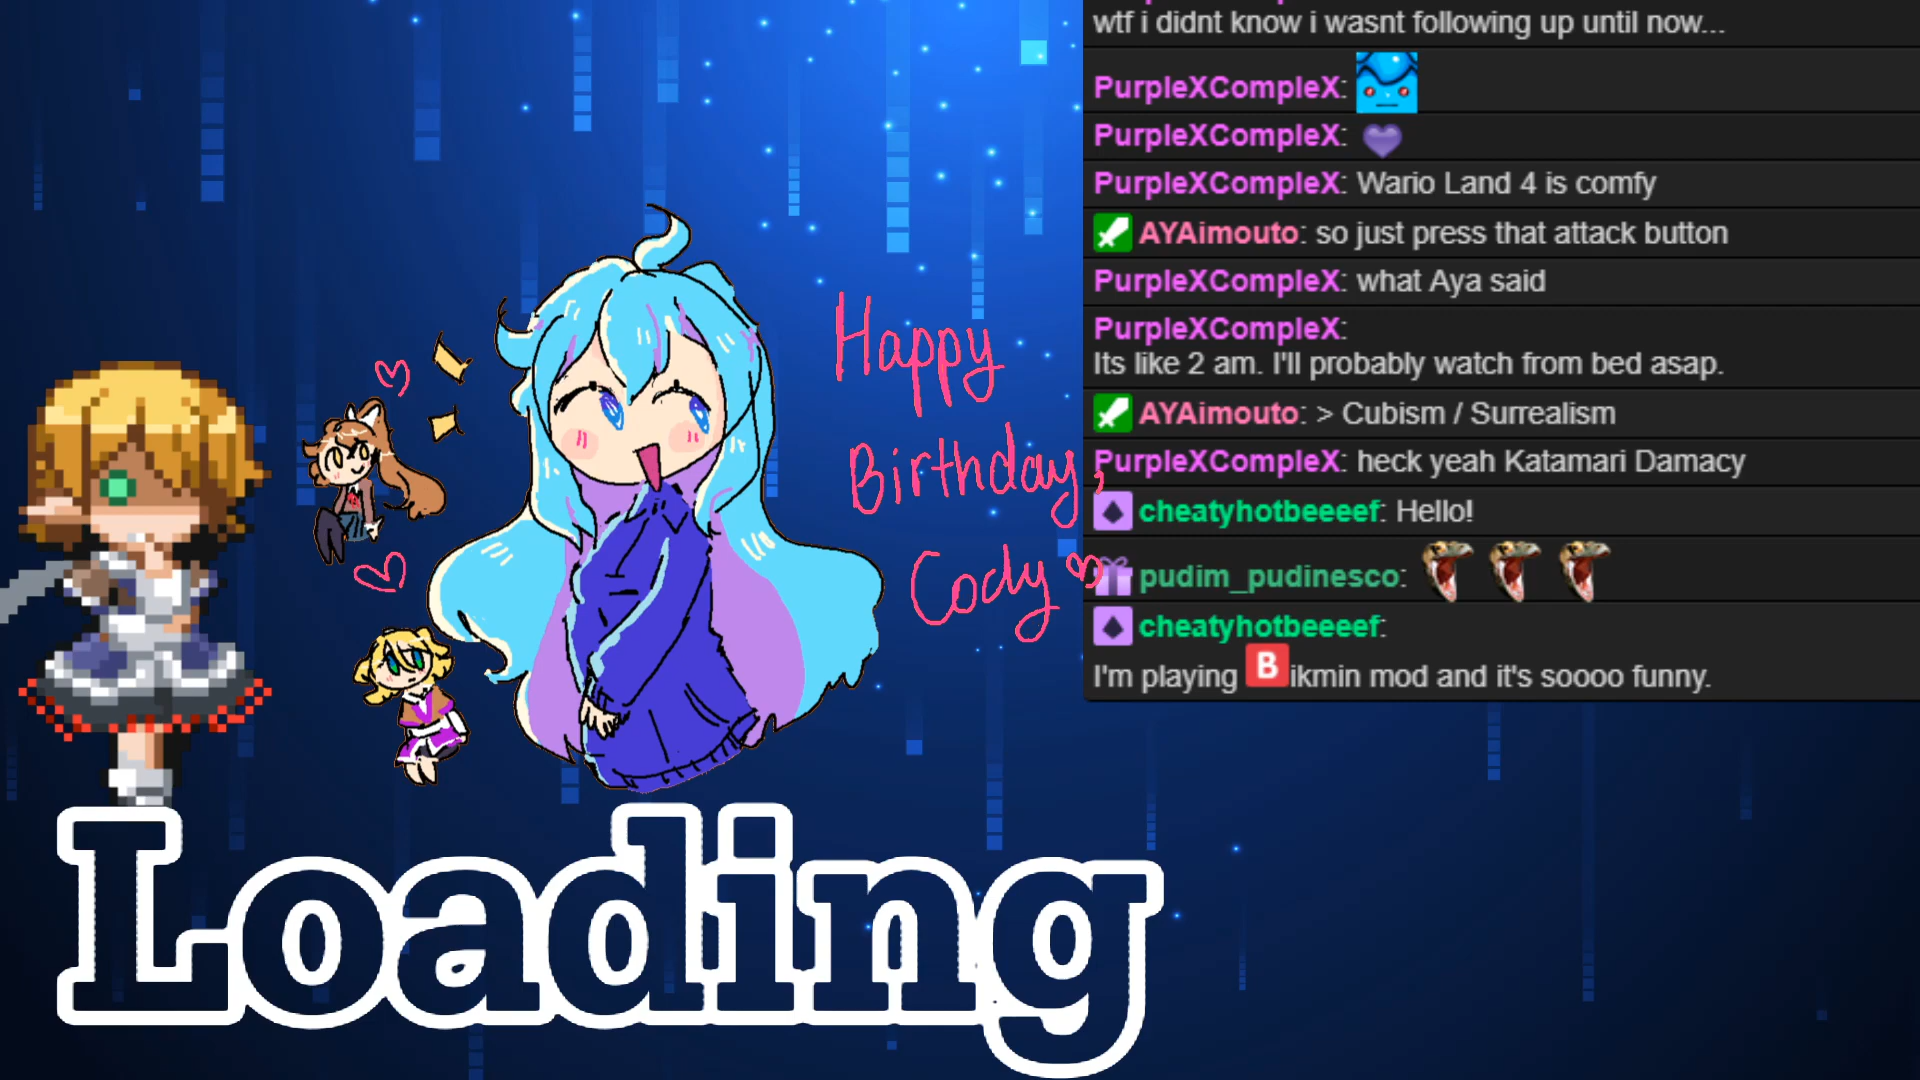 wtf i didnt know i wasnt following up until now...
PurpleXCompleX:
PurpleXCompleX:
PurpleXCompleX: Wario Land 4 is comfy
AYAimouto: so just press that attack button
PurpleXCompleX: what Aya said
PurpleXCompleX:
Its like 2 am. I'll probably watch from bed asap.
AYAimouto: > Cubism / Surrealism
PurpleXCompleX: heck yeah Katamari Damacy
cheatyhotbeeeef: Hello!
pudim_pudinesco:
cheatyhotbeeeef:
I'm playing B ikmin mod and it's soooo funny.
Happy
Birthday,
Cody
Loading